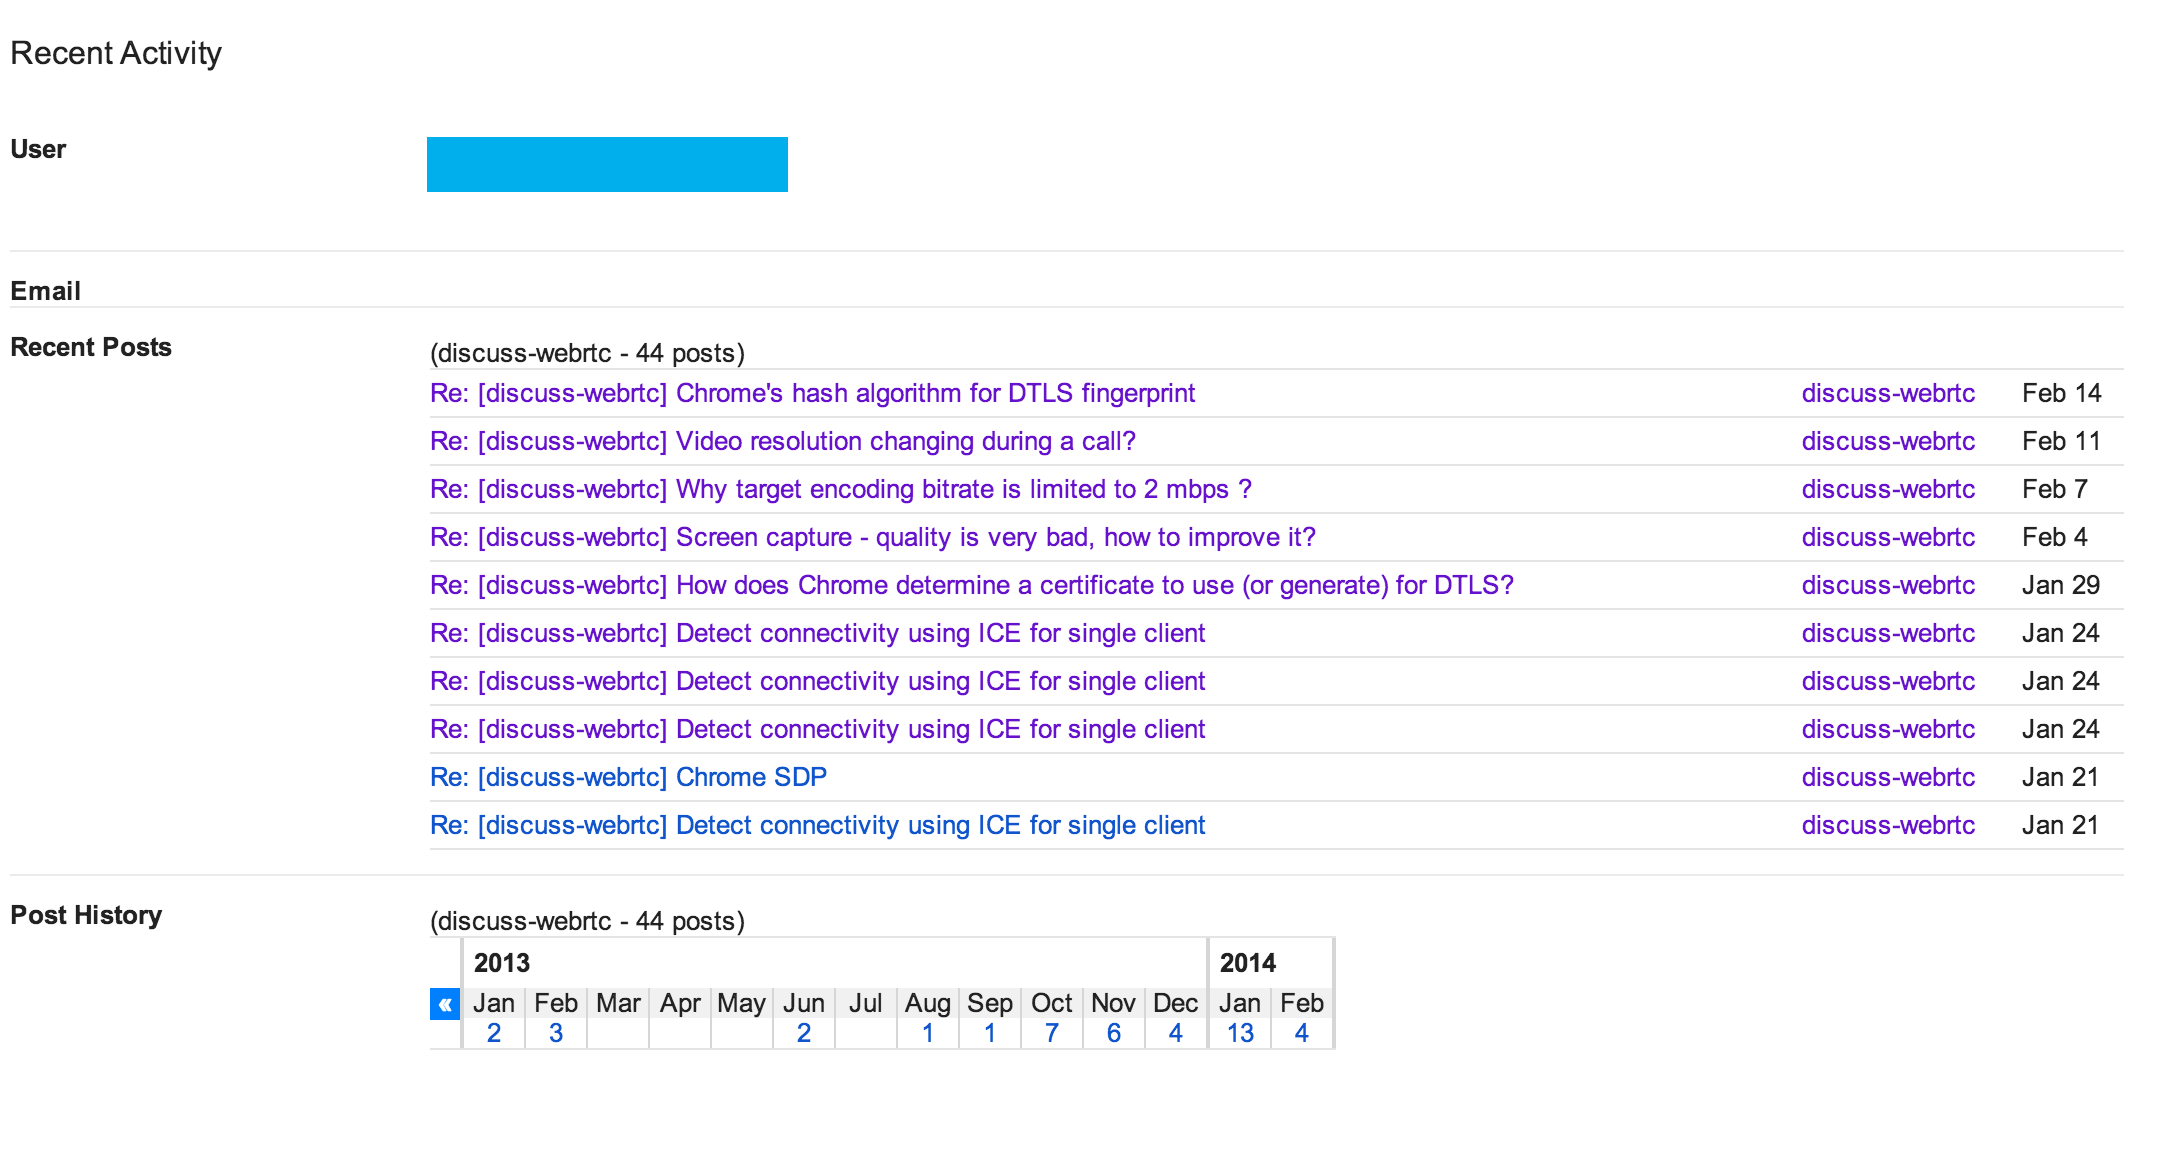 Recent Activity
User
Email
Recent Posts
(discuss-webrtc - 44 posts)
Re: [discuss-webrtc] Chrome's hash algorithm for DTLS fingerprint discuss-webrtc Feb 14
Re: [discuss-webrtc] Video resolution changing during a call? discuss-webrtc Feb 11
Re: [discuss-webrtc] Why target encoding bitrate is limited to 2 mbps ? discuss-webrtc Feb 7
Re: [discuss-webrtc] Screen capture - quality is very bad, how to improve it? discuss-webrtc Feb 4
Re: [discuss-webrtc] How does Chrome determine a certificate to use (or generate) for DTLS? discuss-webrtc Jan 29
Re: [discuss-webrtc] Detect connectivity using ICE for single client discuss-webrtc Jan 24
Re: [discuss-webrtc] Detect connectivity using ICE for single client discuss-webrtc Jan 24
Re: [discuss-webrtc] Detect connectivity using ICE for single client discuss-webrtc Jan 24
Re: [discuss-webrtc] Chrome SDP discuss-webrtc Jan 21
Re: [discuss-webrtc] Detect connectivity using ICE for single client discuss-webrtc Jan 21
Post History
(discuss-webrtc - 44 posts)
2013 2014
« Jan Feb Mar Apr May Jun Jul Aug Sep Oct Nov Dec Jan Feb
2 3 2 1 1 7 6 4 13 4